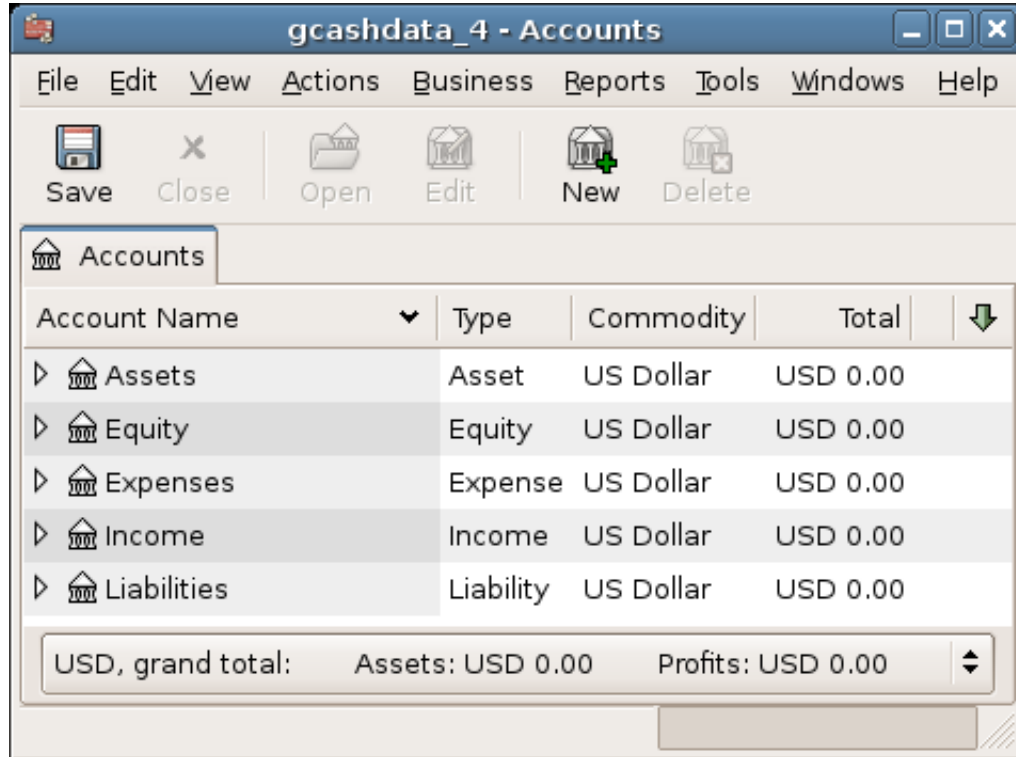 gcashdata_4 - Accounts
File Edit View Actions Business Reports Tools Windows Help
Save Close Open Edit New Delete
Accounts
Account Name Type Commodity Total
Assets Asset US Dollar USD 0.00
Equity Equity US Dollar USD 0.00
Expenses Expense US Dollar USD 0.00
Income Income US Dollar USD 0.00
Liabilities Liability US Dollar USD 0.00
USD, grand total: Assets: USD 0.00 Profits: USD 0.00